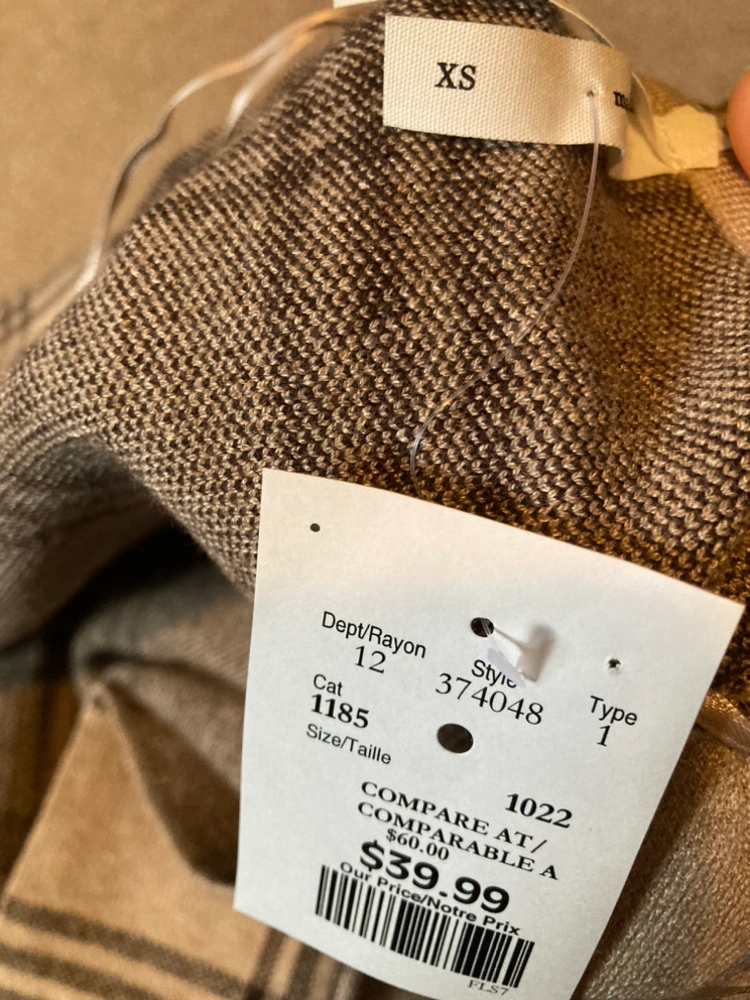 XS
Dept/Rayon
12
Style
374048
Type
1
Cat
1185
Size/Taille
1022
COMPARE AT/
COMPARABLE A
$60.00
$39.99
Our Price/Notre Prix
FLS7